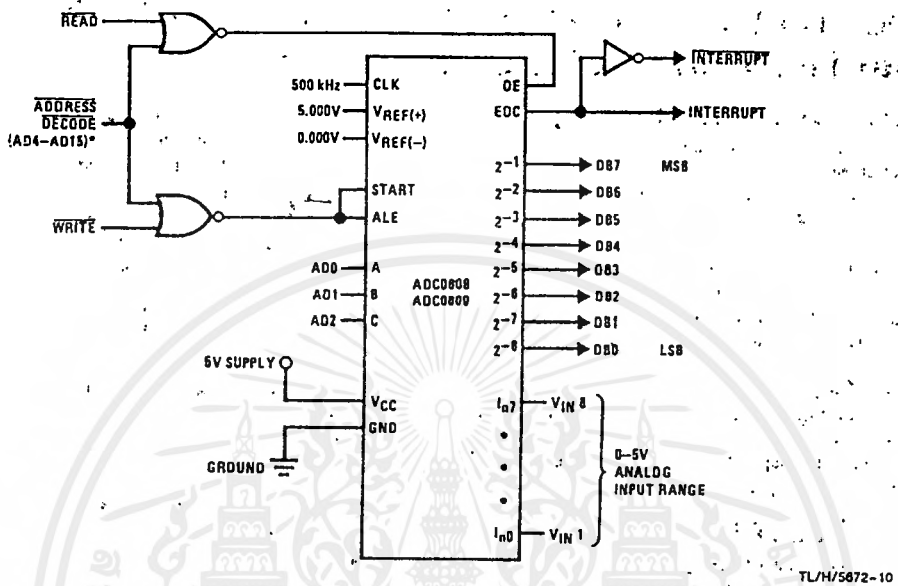 READ
ADDRESS
DECODE
(AD4-AD15)*
WRITE
500 kHz
CLK
5.000V
VREF(+)
0.000V
VREF(-)
START
ALE
AD0
A
AD1
B
AD2
C
5V SUPPLY
VCC
GND
GROUND
ADC0808
ADC0809
OE
EOC
INTERRUPT
INTERRUPT
2-1
DB7
MSB
2-2
DB6
2-3
DB5
2-4
DB4
2-5
DB3
2-6
DB2
2-7
DB1
2-8
DB0
LSB
In7
VIN 8
0-5V
ANALOG
INPUT RANGE
In0
VIN 1
TL/H/5672-10